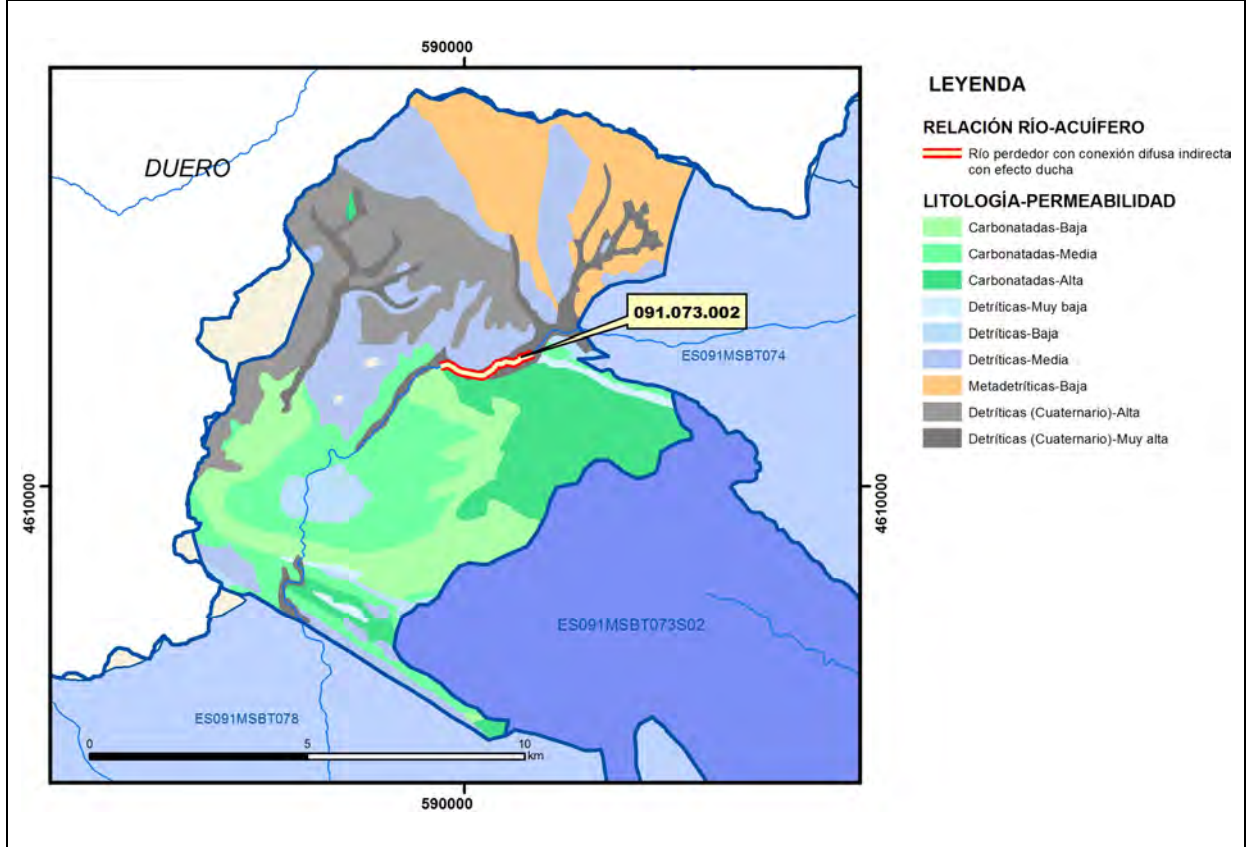 590000
DUERO
091.073.002
ES091MSBT074
4610000
4610000
ES091MSBT073S02
ES091MSBT078
0
5
10
km
590000
LEYENDA
RELACIÓN RÍO-ACUÍFERO
Río perdedor con conexión difusa indirecta
con efecto ducha
LITOLOGÍA-PERMEABILIDAD
Carbonatadas-Baja
Carbonatadas-Media
Carbonatadas-Alta
Detríticas-Muy baja
Detríticas-Baja
Detríticas-Media
Metadetríticas-Baja
Detríticas (Cuaternario)-Alta
Detríticas (Cuaternario)-Muy alta